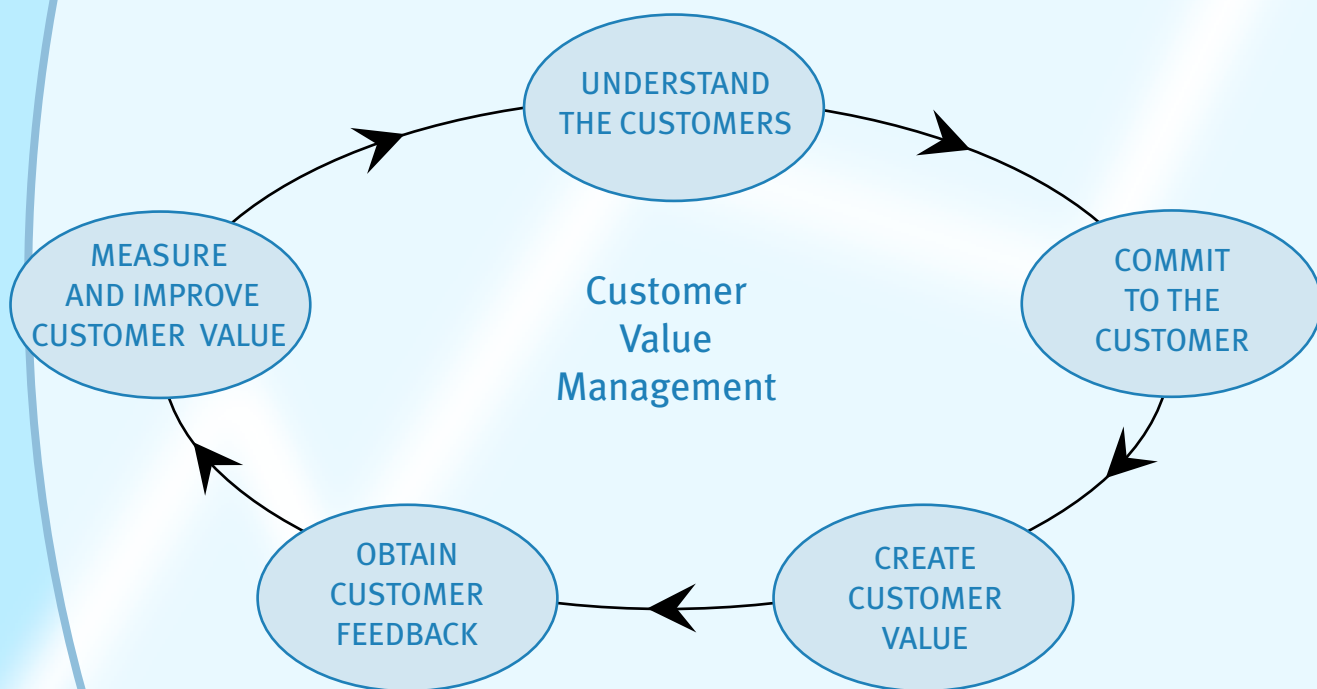 UNDERSTAND
THE CUSTOMERS
COMMIT
TO THE
CUSTOMER
CREATE
CUSTOMER
VALUE
OBTAIN
CUSTOMER
FEEDBACK
MEASURE
AND IMPROVE
CUSTOMER VALUE
Customer
Value
Management